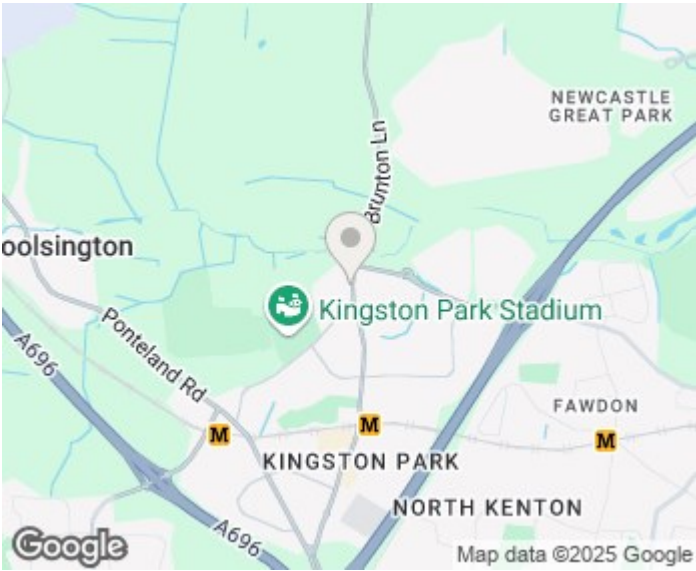 NEWCASTLE
GREAT PARK
Brunton Ln
oolsington
Kingston Park Stadium
Ponteland Rd
A696
FAWDON
M
M
M
KINGSTON PARK
NORTH KENTON
A696
Google
Map data ©2025 Google